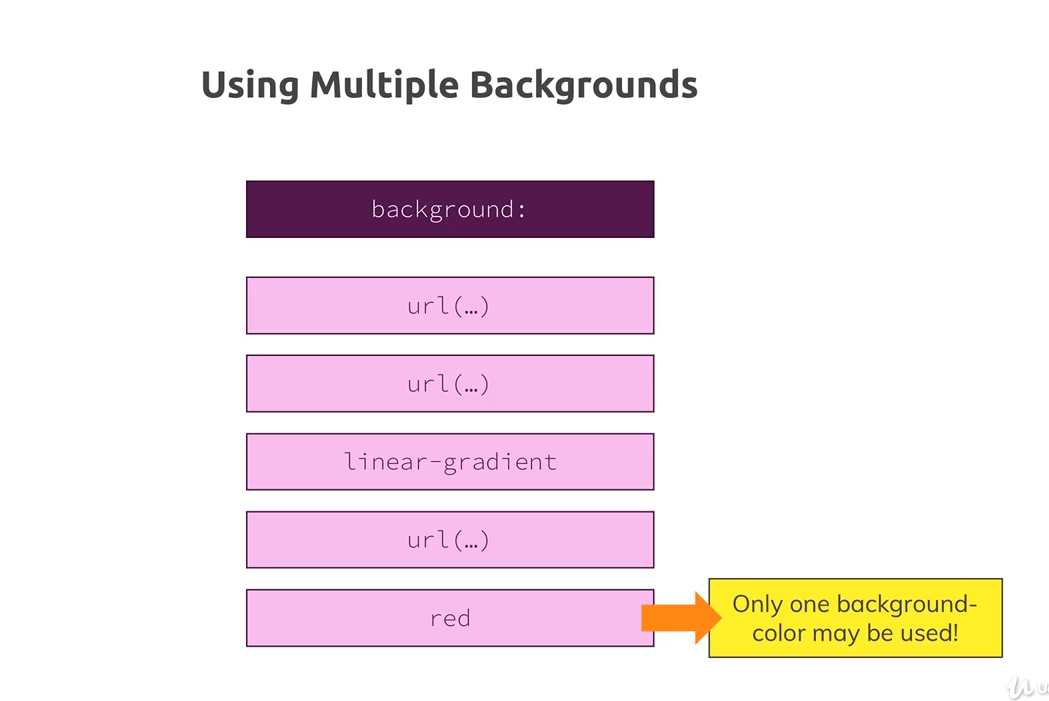 Using Multiple Backgrounds
background:
url(…)
url(…)
linear-gradient
url(…)
red
Only one background-
color may be used!